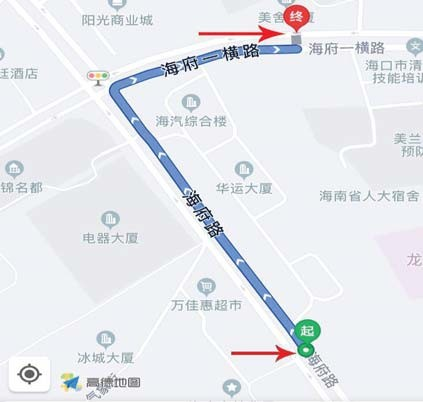 阳光商业城
美舍
厦
终
海府一横路
海府一横路
廷酒店
海口市清
技能培训
海汽综合楼
美兰
预防
华运大厦
锦名都
海南省人大宿舍
海府路
电器大厦
龙
万佳惠超市
起
冰城大厦
海府路
高德地图